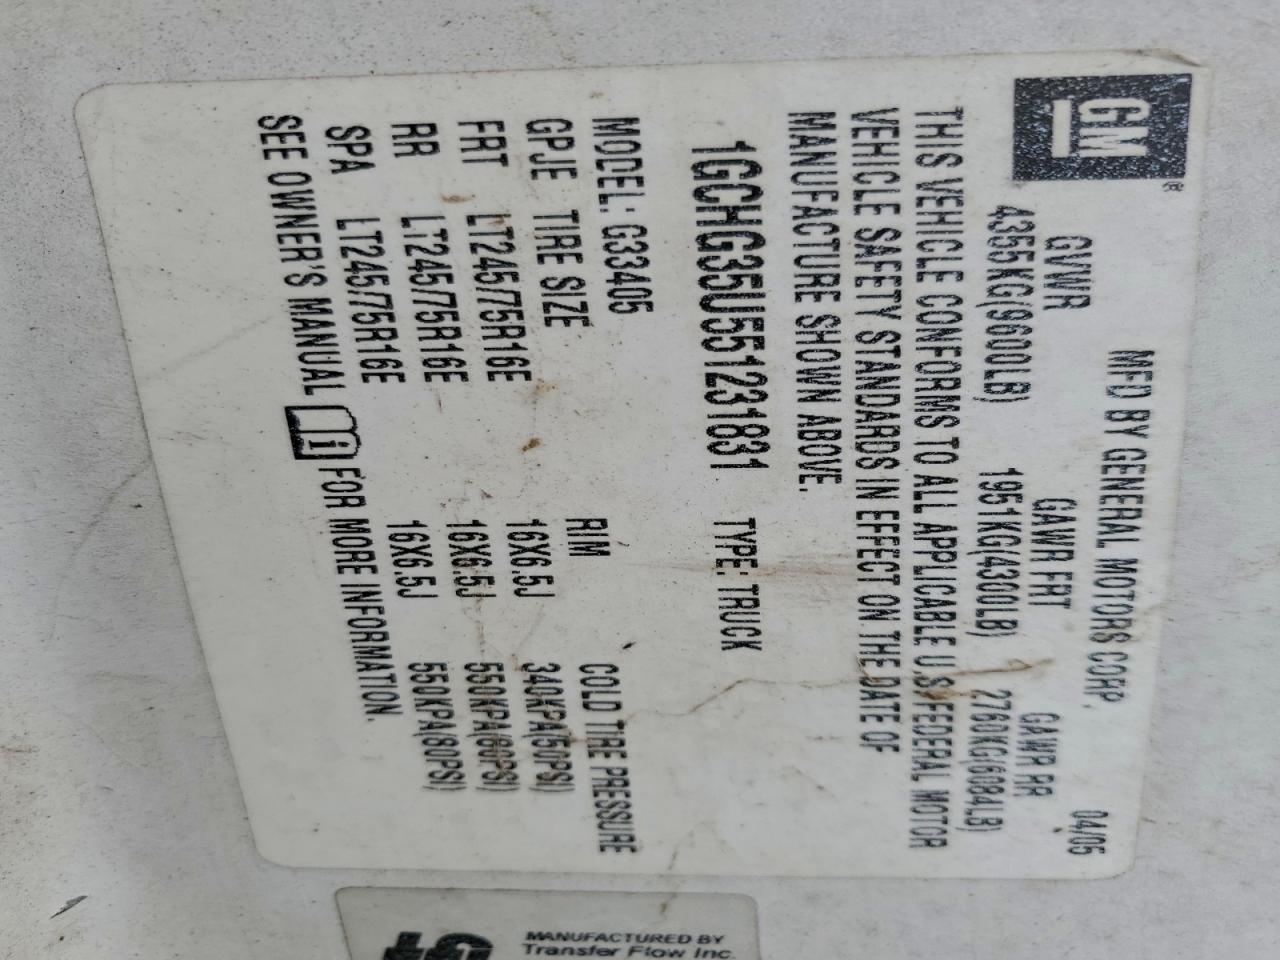 GM®
MFD BY GENERAL MOTORS CORP.
04/05
GVWR GAWR FRT GAWR RR
4355KG(9600LB) 1951KG(4300LB) 2760KG(6084LB)
THIS VEHICLE CONFORMS TO ALL APPLICABLE U.S. FEDERAL MOTOR
VEHICLE SAFETY STANDARDS IN EFFECT ON THE DATE OF
MANUFACTURE SHOWN ABOVE.
1GCHG35U551231831 TYPE: TRUCK
MODEL: G33405
GPJE TIRE SIZE RIM COLD TIRE PRESSURE
FRT LT245/75R16E 16X6.5J 340KPA(50PSI)
RR LT245/75R16E 16X6.5J 550KPA(80PSI)
SPA LT245/75R16E 16X6.5J 550KPA(80PSI)
SEE OWNER'S MANUAL i FOR MORE INFORMATION.
MANUFACTURED BY
Transfer Flow Inc.